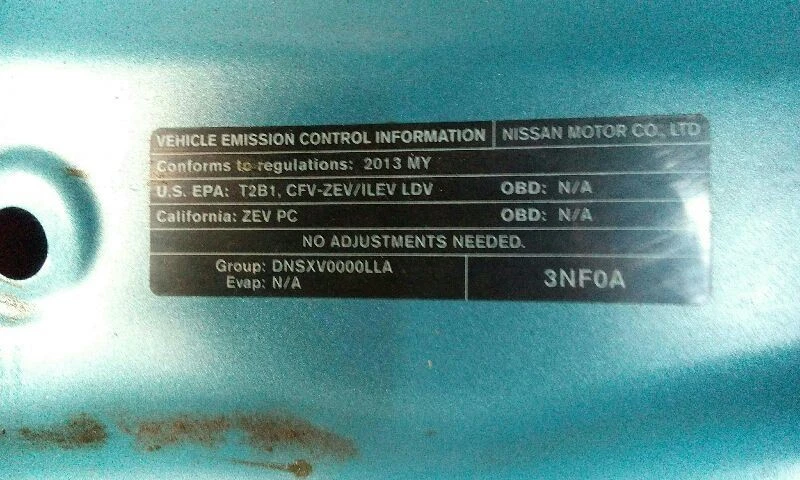 VEHICLE EMISSION CONTROL INFORMATION NISSAN MOTOR CO., LTD
Conforms to regulations: 2013 MY
U.S. EPA: T2B1, CFV-ZEV/ILEV LDV OBD: N/A
California: ZEV PC OBD: N/A
NO ADJUSTMENTS NEEDED.
Group: DNSXV0000LLA
Evap: N/A
3NF0A